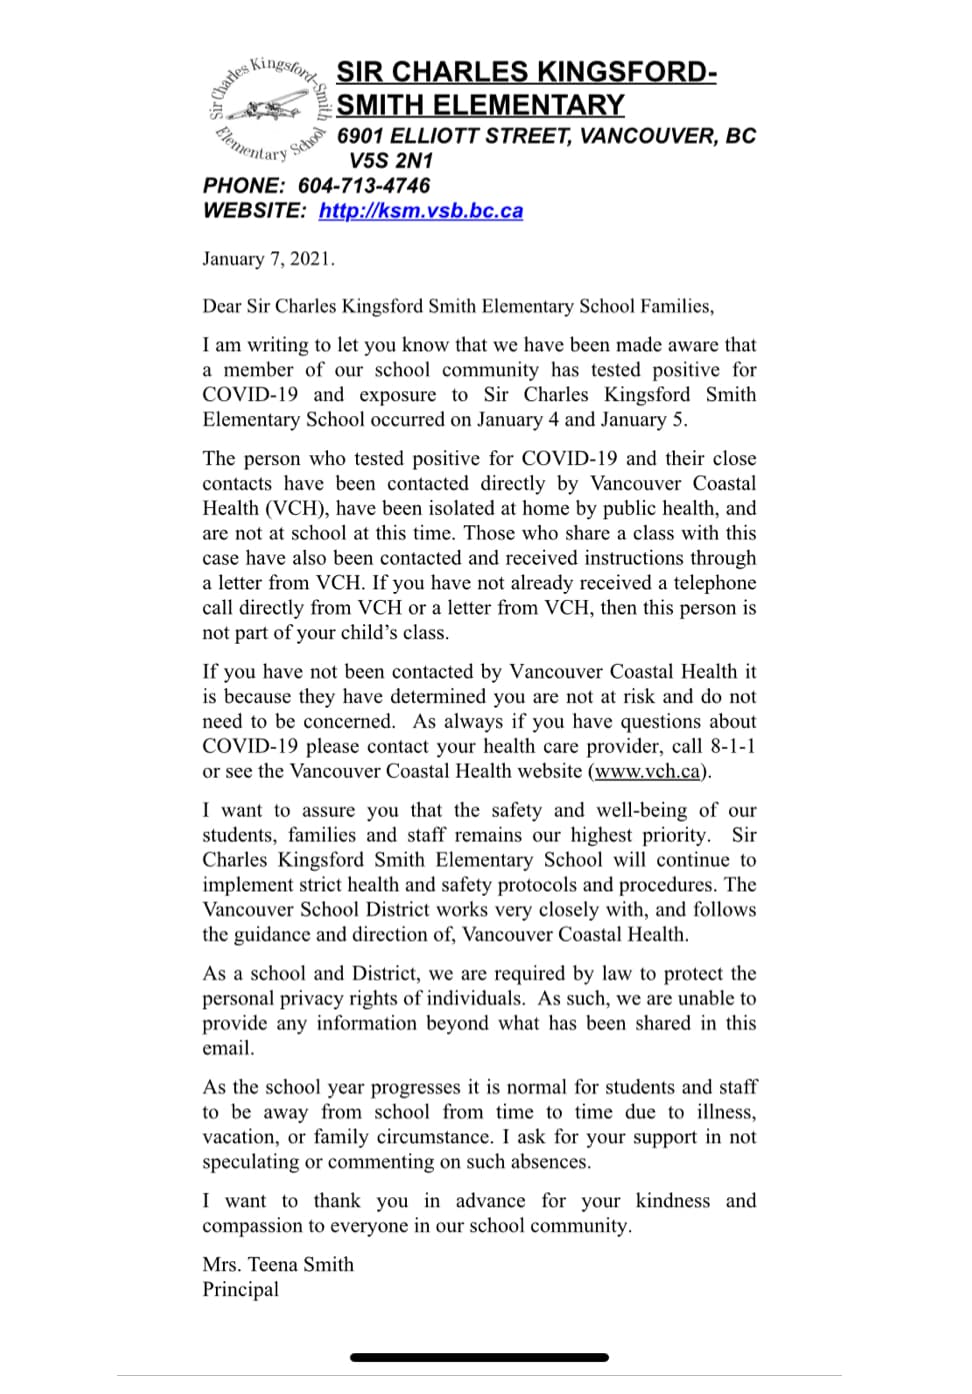 Sir Charles Kingsford-Smith
Elementary School
SIR CHARLES KINGSFORD-
SMITH ELEMENTARY
6901 ELLIOTT STREET, VANCOUVER, BC
V5S 2N1
PHONE: 604-713-4746
WEBSITE: http://ksm.vsb.bc.ca
January 7, 2021.
Dear Sir Charles Kingsford Smith Elementary School Families,
I am writing to let you know that we have been made aware that
a member of our school community has tested positive for
COVID-19 and exposure to Sir Charles Kingsford Smith
Elementary School occurred on January 4 and January 5.
The person who tested positive for COVID-19 and their close
contacts have been contacted directly by Vancouver Coastal
Health (VCH), have been isolated at home by public health, and
are not at school at this time. Those who share a class with this
case have also been contacted and received instructions through
a letter from VCH. If you have not already received a telephone
call directly from VCH or a letter from VCH, then this person is
not part of your child’s class.
If you have not been contacted by Vancouver Coastal Health it
is because they have determined you are not at risk and do not
need to be concerned. As always if you have questions about
COVID-19 please contact your health care provider, call 8-1-1
or see the Vancouver Coastal Health website (www.vch.ca).
I want to assure you that the safety and well-being of our
students, families and staff remains our highest priority. Sir
Charles Kingsford Smith Elementary School will continue to
implement strict health and safety protocols and procedures. The
Vancouver School District works very closely with, and follows
the guidance and direction of, Vancouver Coastal Health.
As a school and District, we are required by law to protect the
personal privacy rights of individuals. As such, we are unable to
provide any information beyond what has been shared in this
email.
As the school year progresses it is normal for students and staff
to be away from school from time to time due to illness,
vacation, or family circumstance. I ask for your support in not
speculating or commenting on such absences.
I want to thank you in advance for your kindness and
compassion to everyone in our school community.
Mrs. Teena Smith
Principal